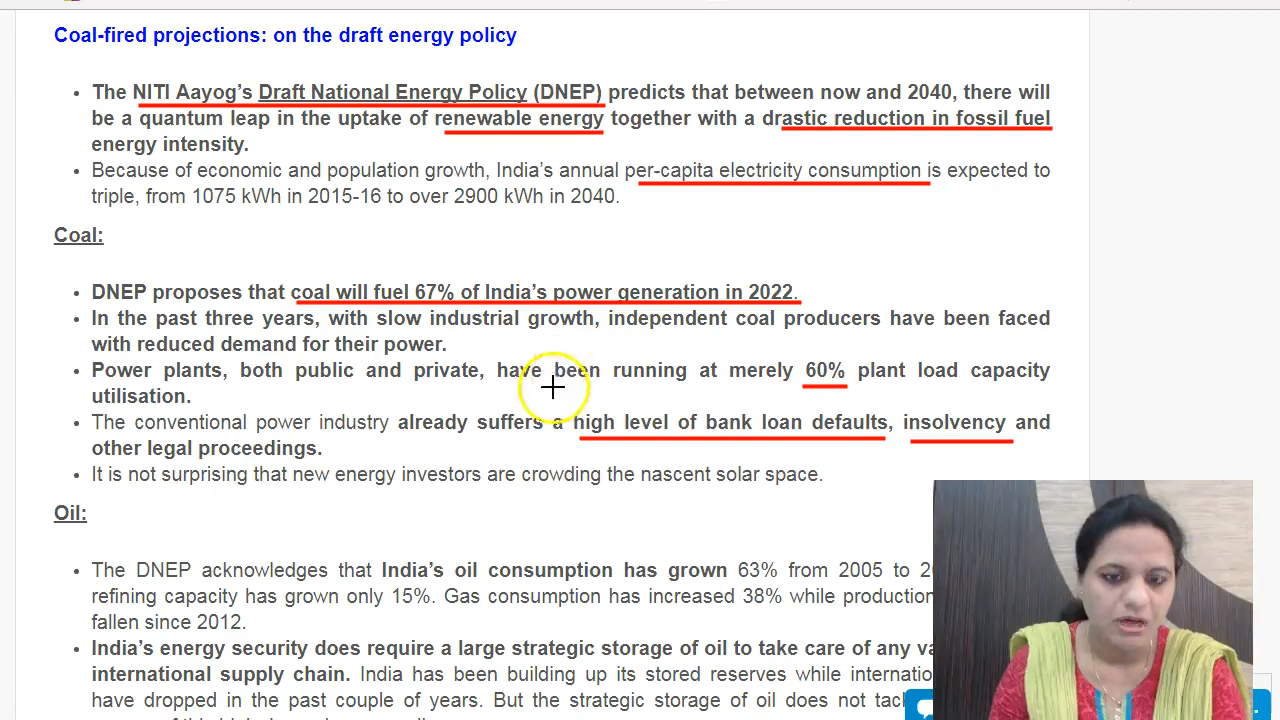 Coal-fired projections: on the draft energy policy
• The NITI Aayog's Draft National Energy Policy (DNEP) predicts that between now and 2040, there will
be a quantum leap in the uptake of renewable energy together with a drastic reduction in fossil fuel
energy intensity.
• Because of economic and population growth, India's annual per-capita electricity consumption is expected to
triple, from 1075 kWh in 2015-16 to over 2900 kWh in 2040.
Coal:
• DNEP proposes that coal will fuel 67% of India's power generation in 2022.
• In the past three years, with slow industrial growth, independent coal producers have been faced
with reduced demand for their power.
• Power plants, both public and private, have been running at merely 60% plant load capacity
utilisation.
• The conventional power industry already suffers a high level of bank loan defaults, insolvency and
other legal proceedings.
• It is not surprising that new energy investors are crowding the nascent solar space.
Oil:
• The DNEP acknowledges that India's oil consumption has grown 63% from 2005 to
refining capacity has grown only 15%. Gas consumption has increased 38% while production
fallen since 2012.
• India's energy security does require a large strategic storage of oil to take care of any
international supply chain. India has been building up its stored reserves while
have dropped in the past couple of years. But the strategic storage of oil does not